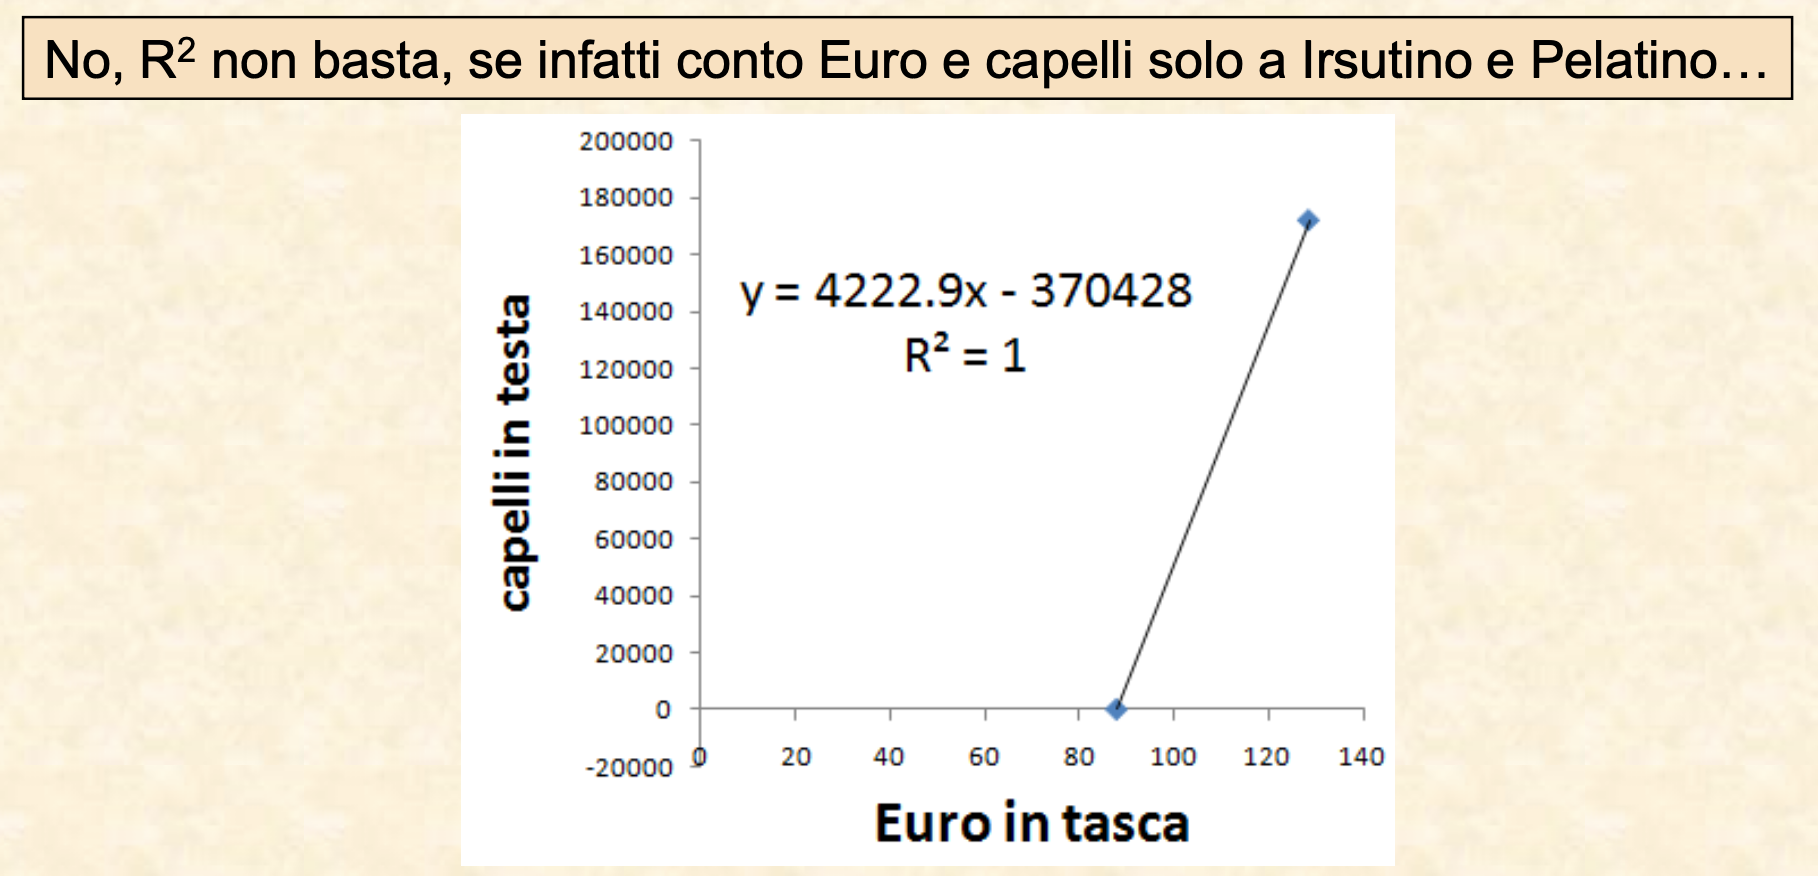 No, R² non basta, se infatti conto Euro e capelli solo a Irsutino e Pelatino…
200000
180000
160000
140000
120000
100000
80000
60000
40000
20000
0
-20000
capelli in testa
y = 4222.9x - 370428
R² = 1
0 20 40 60 80 100 120 140
Euro in tasca